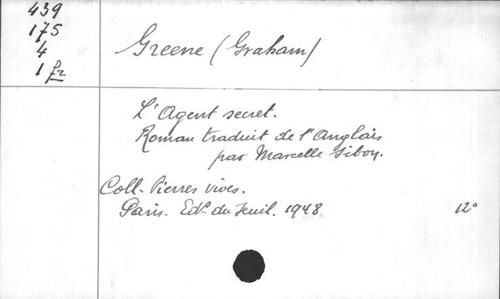 439
175
4
1 fr
Greene (Graham)
L'Agent secret.
Roman traduit de l'Anglais
par Marcelle Sibon.
Coll. Pierres vives.
Paris. Ed.ᵒ du Seuil. 1948
12°